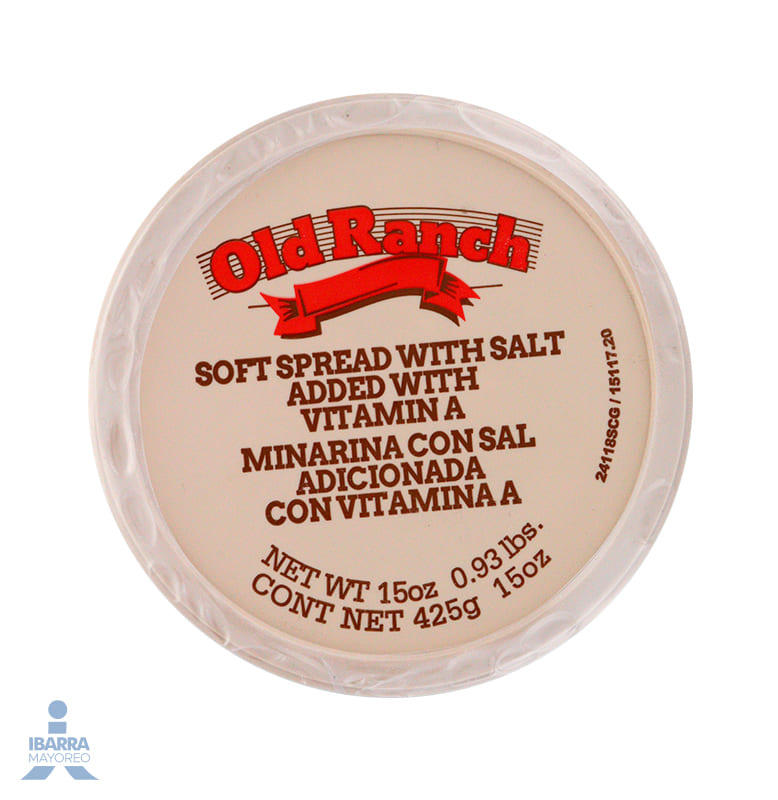 Old Ranch
SOFT SPREAD WITH SALT
ADDED WITH
VITAMIN A
MINARINA CON SAL
ADICIONADA
CON VITAMINA A
NET WT 15oz 0.93 lbs.
CONT NET 425g 15oz
24118SCG / 15117.20
IBARRA
MAYOREO